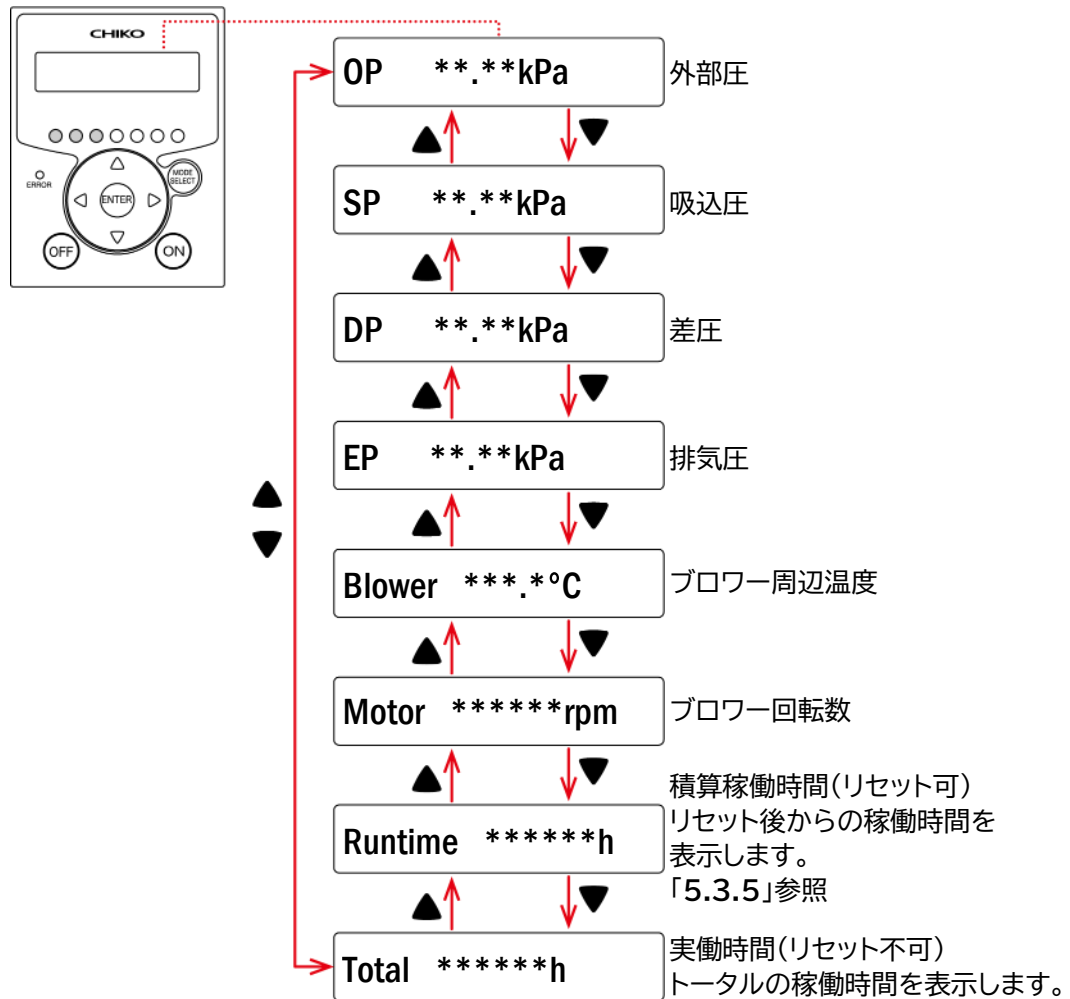 CHIKO
ERROR
MODE
SELECT
ENTER
OFF
ON
OP **.**kPa
外部圧
▲ ▼
SP **.**kPa
吸込圧
▲ ▼
DP **.**kPa
差圧
▲ ▼
EP **.**kPa
排気圧
▲ ▼
▲
▼
Blower ***.*°C
ブロワー周辺温度
▲ ▼
Motor ******rpm
ブロワー回転数
▲ ▼
Runtime ******h
積算稼働時間(リセット可)
リセット後からの稼働時間を
表示します。
「5.3.5」参照
▲ ▼
Total ******h
実働時間(リセット不可)
トータルの稼働時間を表示します。